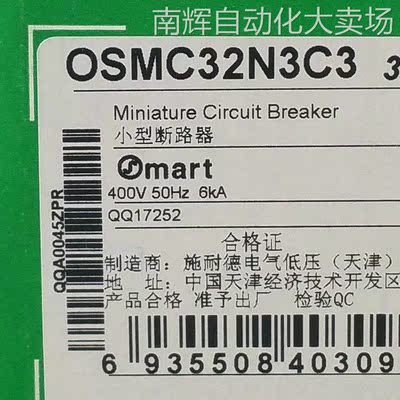 南辉自动化大卖场
OSMC32N3C3 3
Miniature Circuit Breaker
小型断路器
Smart
400V 50Hz 6kA
QQ17252
QQA0045ZPR
合格证
制造商：施耐德电气低压（天津）
地 址：中国天津经济技术开发区
产品合格 准予出厂 检验QC
6 935508 40309